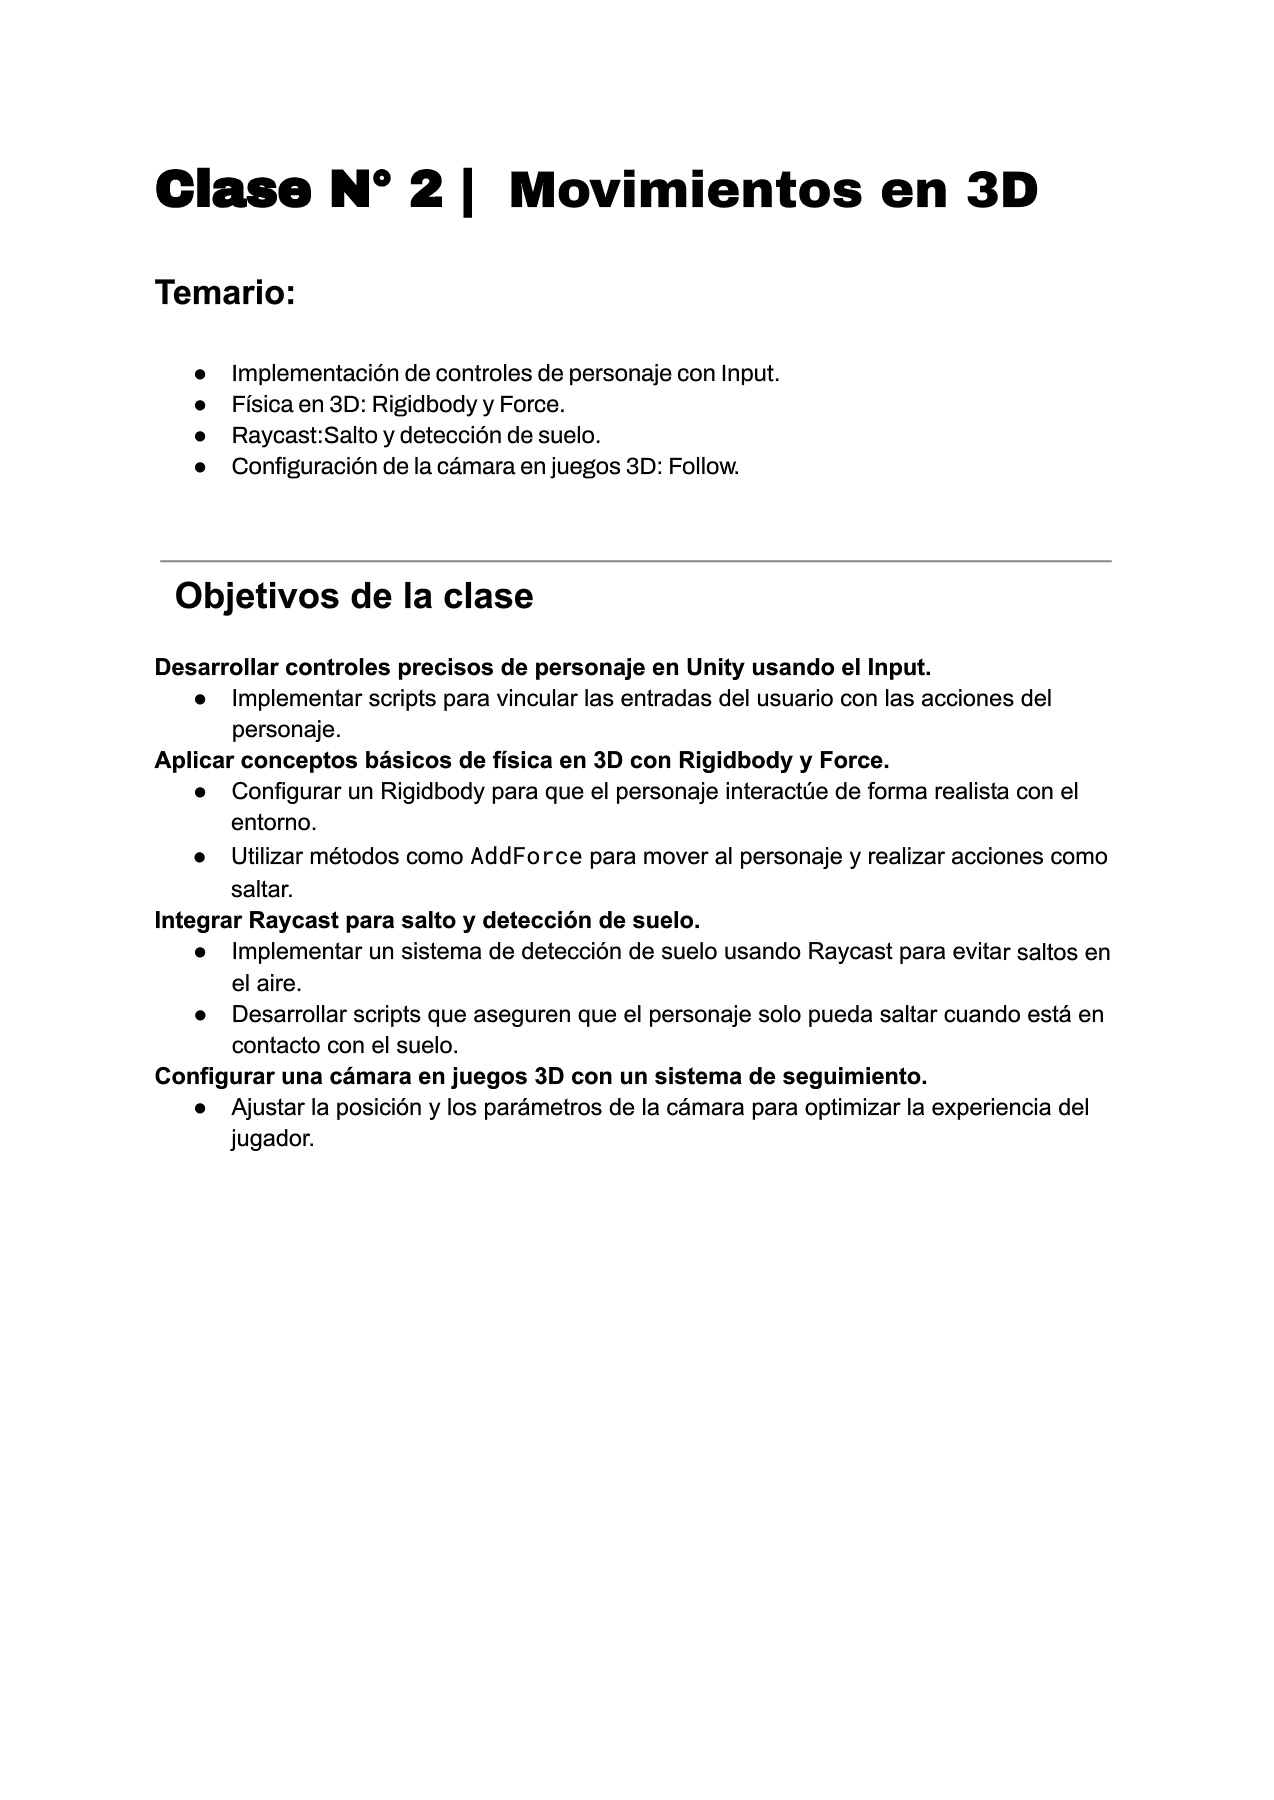 Clase N° 2 | Movimientos en 3D
Temario:
● Implementación de controles de personaje con Input.
● Física en 3D: Rigidbody y Force.
● Raycast:Salto y detección de suelo.
● Configuración de la cámara en juegos 3D: Follow.
Objetivos de la clase
Desarrollar controles precisos de personaje en Unity usando el Input.
● Implementar scripts para vincular las entradas del usuario con las acciones del
personaje.
Aplicar conceptos básicos de física en 3D con Rigidbody y Force.
● Configurar un Rigidbody para que el personaje interactúe de forma realista con el
entorno.
● Utilizar métodos como AddForce para mover al personaje y realizar acciones como
saltar.
Integrar Raycast para salto y detección de suelo.
● Implementar un sistema de detección de suelo usando Raycast para evitar saltos en
el aire.
● Desarrollar scripts que aseguren que el personaje solo pueda saltar cuando está en
contacto con el suelo.
Configurar una cámara en juegos 3D con un sistema de seguimiento.
● Ajustar la posición y los parámetros de la cámara para optimizar la experiencia del
jugador.